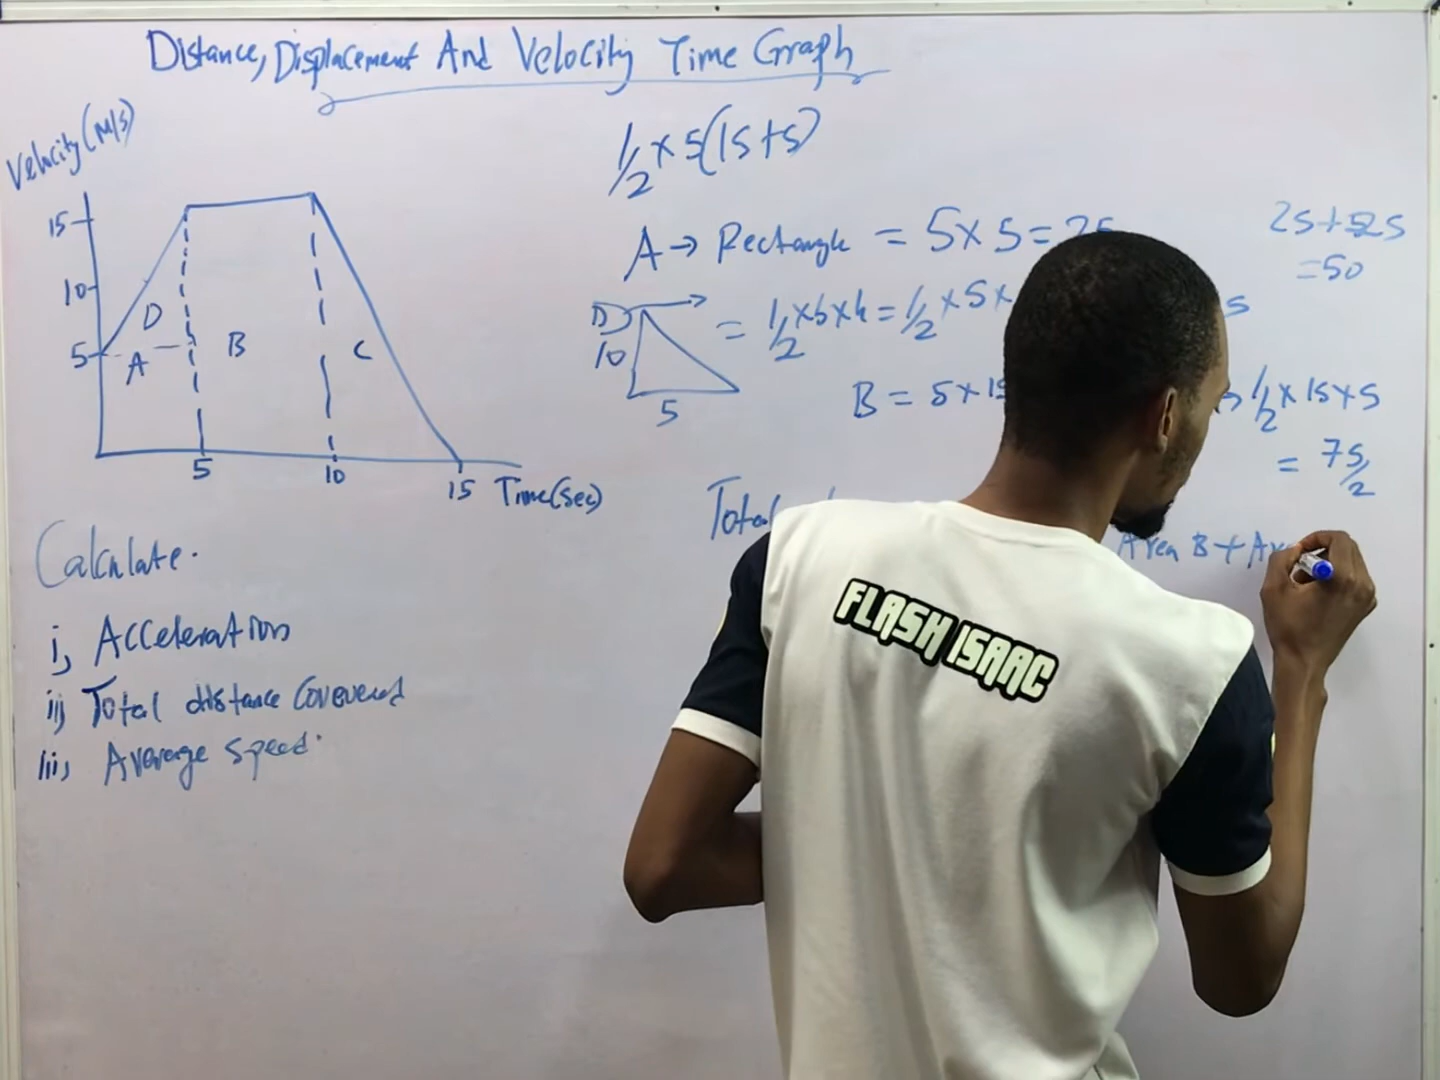 Distance, Displacement And Velocity Time Graph
Velocity (M/s)
15
10
5
D
A
B
C
5
10
15
Time(sec)
1/2 × 5(15+5)
A → Rectangle = 5×5=25
25+25
=50
D
10
5
= 1/2×b×h=1/2×5×
B = 5×15
1/2×15×5
= 75/2
Total
Area B + Are
Calculate.
i, Acceleration
ii, Total distance Covered
iii, Average speed.
FLASH ISAAC